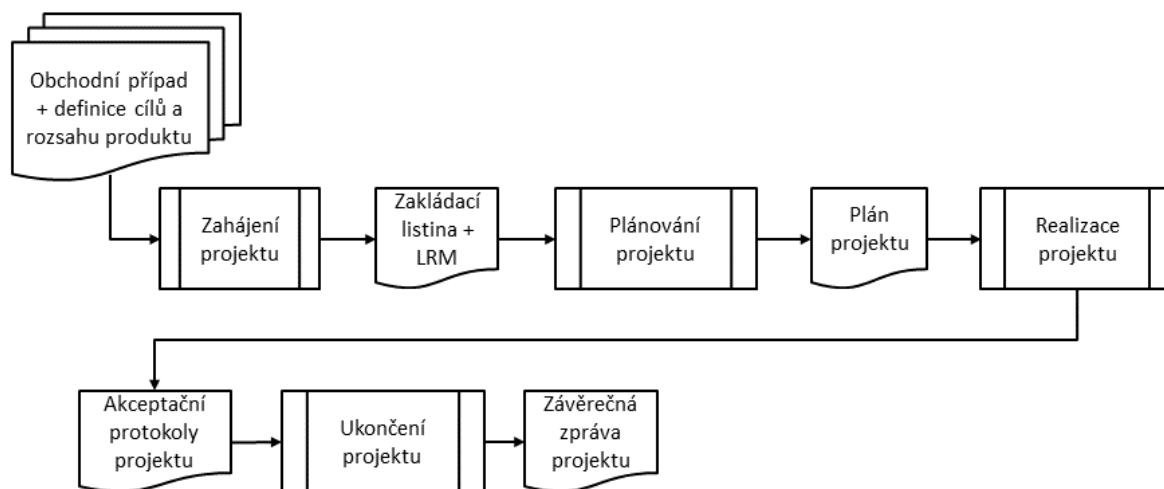 Obchodní případ
+ definice cílů a
rozsahu produktu
Zahájení
projektu
Zakládací
listina +
LRM
Plánování
projektu
Plán
projektu
Realizace
projektu
Akceptační
protokoly
projektu
Ukončení
projektu
Závěrečná
zpráva
projektu